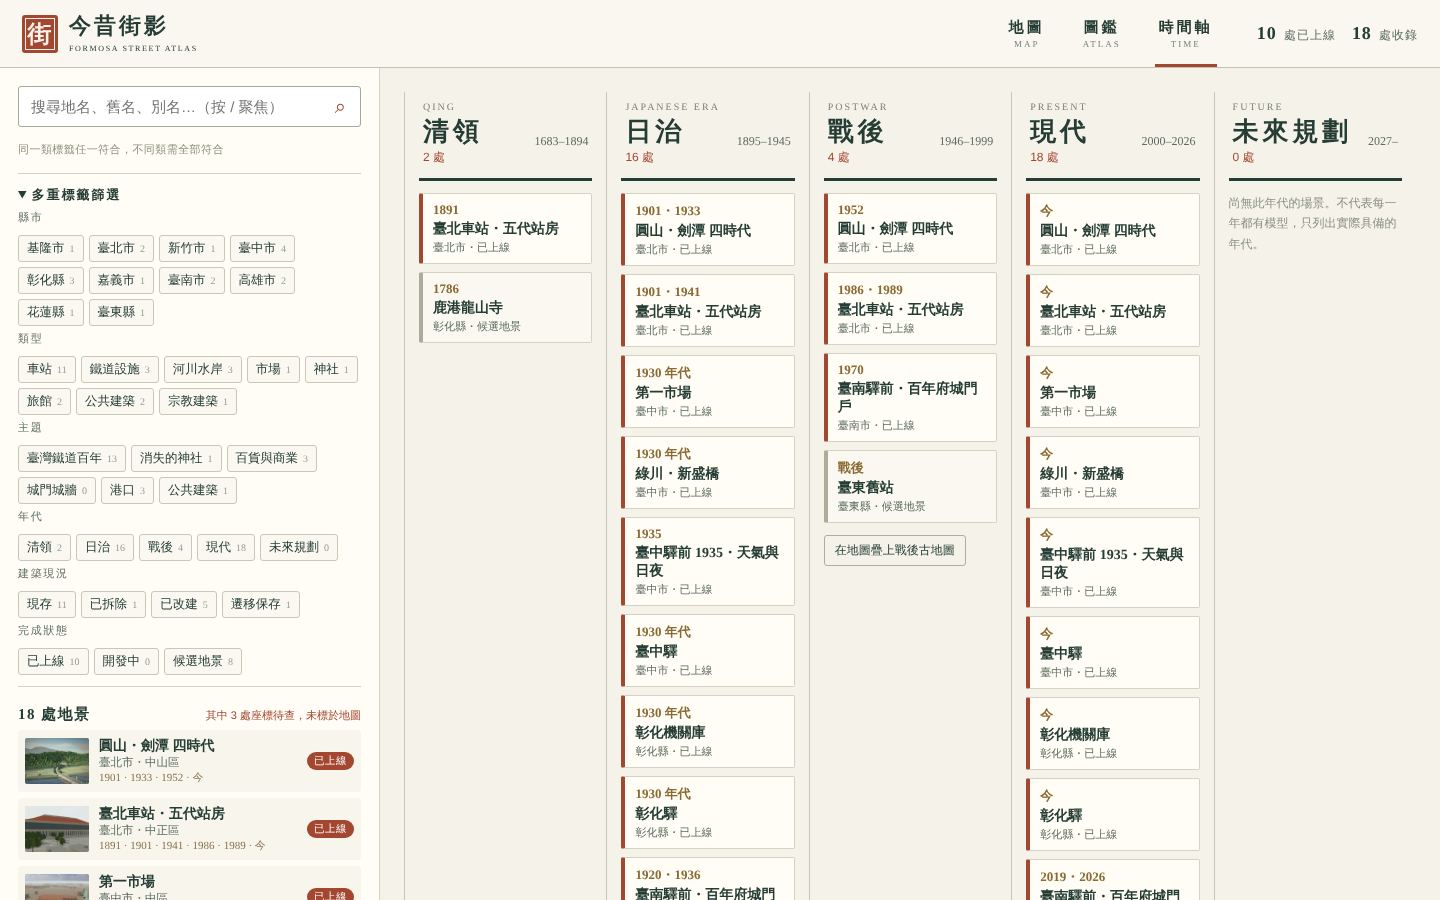 街
今昔街影
FORMOSA STREET ATLAS
地圖
MAP
圖鑑
ATLAS
時間軸
TIME
10 處已上線 18 處收錄
搜尋地名、舊名、別名…（按 / 聚焦）
同一類標籤任一符合，不同類需全部符合
▼ 多重標籤篩選
縣市
基隆市 1 臺北市 2 新竹市 1 臺中市 4
彰化縣 3 嘉義市 1 臺南市 2 高雄市 2
花蓮縣 1 臺東縣 1
類型
車站 11 鐵道設施 3 河川水岸 3 市場 1 神社 1
旅館 2 公共建築 2 宗教建築 1
主題
臺灣鐵道百年 13 消失的神社 1 百貨與商業 3
城門城牆 0 港口 3 公共建築 1
年代
清領 2 日治 16 戰後 4 現代 18 未來規劃 0
建築現況
現存 11 已拆除 1 已改建 5 遷移保存 1
完成狀態
已上線 10 開發中 0 候選地景 8
18 處地景 其中 3 處座標待查，未標於地圖
圓山・劍潭 四時代
臺北市・中山區
1901 · 1933 · 1952 · 今
已上線
臺北車站・五代站房
臺北市・中正區
1891 · 1901 · 1941 · 1986 · 1989 · 今
已上線
第一市場
臺中市・中區
已上線
QING
清領 1683–1894
2 處
1891
臺北車站・五代站房
臺北市・已上線
1786
鹿港龍山寺
彰化縣・候選地景
JAPANESE ERA
日治 1895–1945
16 處
1901・1933
圓山・劍潭 四時代
臺北市・已上線
1901・1941
臺北車站・五代站房
臺北市・已上線
1930 年代
第一市場
臺中市・已上線
1930 年代
綠川・新盛橋
臺中市・已上線
1935
臺中驛前 1935・天氣與
日夜
臺中市・已上線
1930 年代
臺中驛
臺中市・已上線
1930 年代
彰化機關庫
彰化縣・已上線
1930 年代
彰化驛
彰化縣・已上線
1920・1936
臺南驛前・百年府城門
POSTWAR
戰後 1946–1999
4 處
1952
圓山・劍潭 四時代
臺北市・已上線
1986・1989
臺北車站・五代站房
臺北市・已上線
1970
臺南驛前・百年府城門
戶
臺南市・已上線
戰後
臺東舊站
臺東縣・候選地景
在地圖疊上戰後古地圖
PRESENT
現代 2000–2026
18 處
今
圓山・劍潭 四時代
臺北市・已上線
今
臺北車站・五代站房
臺北市・已上線
今
第一市場
臺中市・已上線
今
綠川・新盛橋
臺中市・已上線
今
臺中驛前 1935・天氣與
日夜
臺中市・已上線
今
臺中驛
臺中市・已上線
今
彰化機關庫
彰化縣・已上線
今
彰化驛
彰化縣・已上線
2019・2026
臺南驛前・百年府城門
FUTURE
未來規劃 2027–
0 處
尚無此年代的場景。不代表每一
年都有模型，只列出實際具備的
年代。